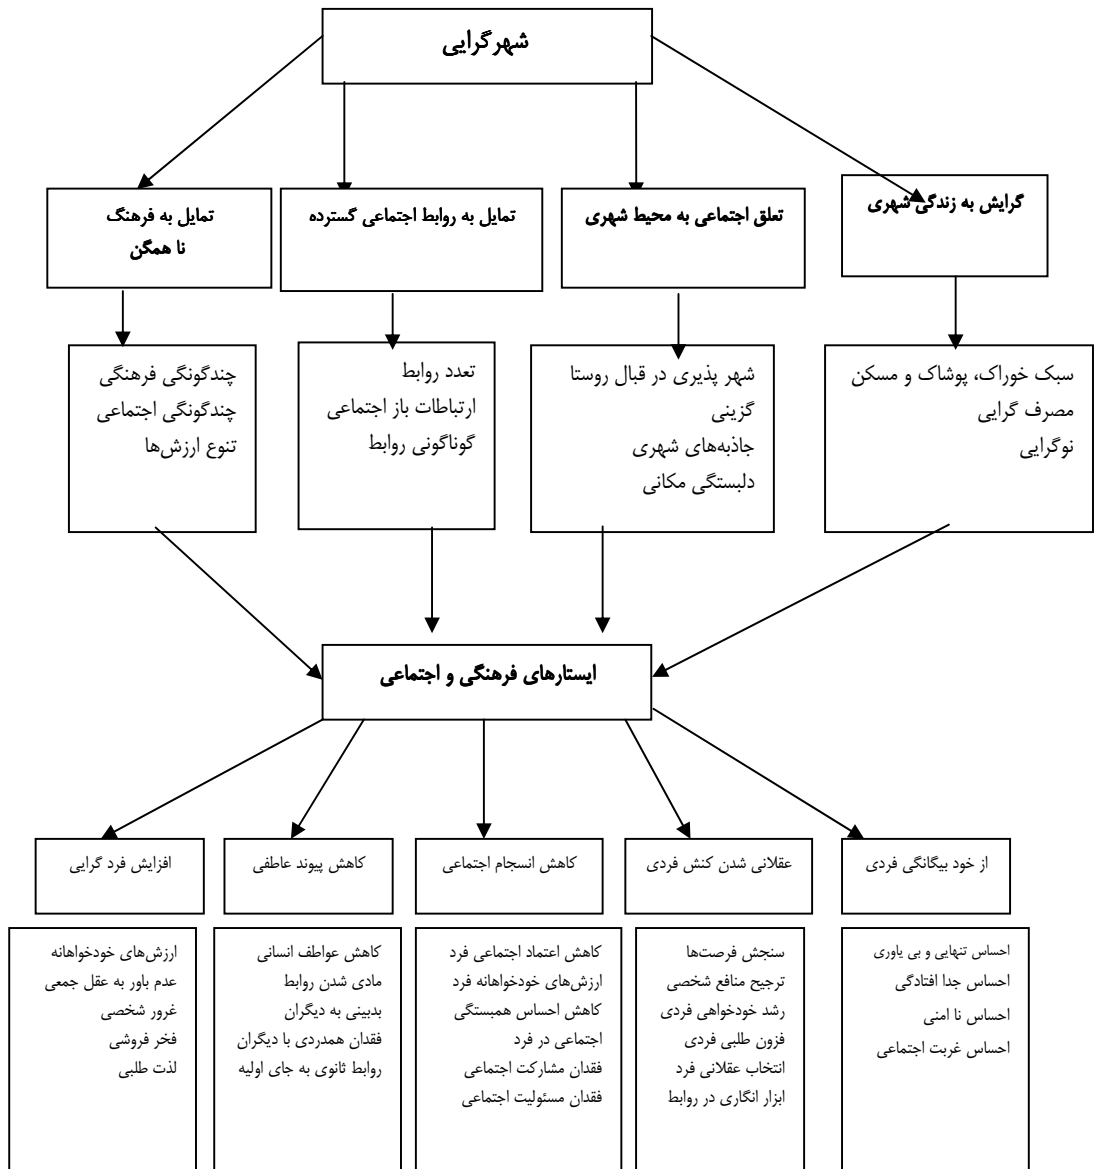 شهرگرایی
گرایش به زندگی شهری
تعلق اجتماعی به محیط شهری
تمایل به روابط اجتماعی گسترده
تمایل به فرهنگ
نا همگن
سبک خوراک، پوشاک و مسکن
مصرف گرایی
نوگرایی
شهر پذیری در قبال روستا
گزینی
جاذبه‌های شهری
دلبستگی مکانی
تعدد روابط
ارتباطات باز اجتماعی
گوناگونی روابط
چندگونگی فرهنگی
چندگونگی اجتماعی
تنوع ارزش‌ها
ایستارهای فرهنگی و اجتماعی
از خود بیگانگی فردی
عقلانی شدن کنش فردی
کاهش انسجام اجتماعی
کاهش پیوند عاطفی
افزایش فرد گرایی
احساس تنهایی و بی یاوری
احساس جدا افتادگی
احساس نا امنی
احساس غربت اجتماعی
سنجش فرصت‌ها
ترجیح منافع شخصی
رشد خودخواهی فردی
فزون طلبی فردی
انتخاب عقلانی فرد
ابزار انگاری در روابط
کاهش اعتماد اجتماعی فرد
ارزش‌های خودخواهانه فرد
کاهش احساس همبستگی
اجتماعی در فرد
فقدان مشارکت اجتماعی
فقدان مسئولیت اجتماعی
کاهش عواطف انسانی
مادی شدن روابط
بدبینی به دیگران
فقدان همدردی با دیگران
روابط ثانوی به جای اولیه
ارزش‌های خودخواهانه
عدم باور به عقل جمعی
غرور شخصی
فخر فروشی
لذت طلبی